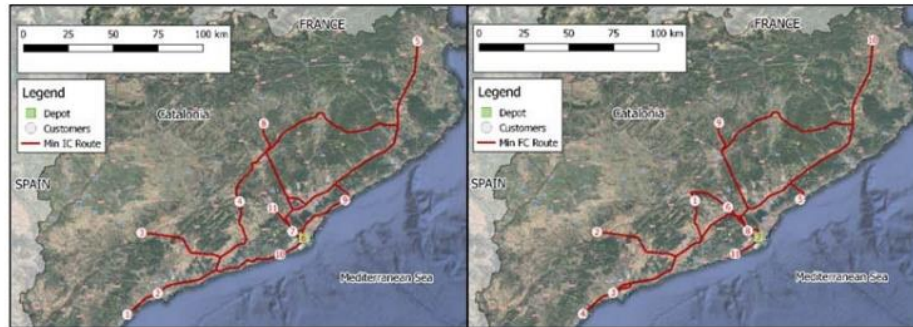 FRANCE
0 25 50 75 100 km
Legend
Depot
Customers
Min IC Route
Catalonia
SPAIN
Mediterranean Sea
5
8
4
11
9
3
7
10
2
1
FRANCE
0 25 50 75 100 km
Legend
Depot
Customers
Min FC Route
Catalonia
SPAIN
Mediterranean Sea
10
9
1
6
5
2
8
11
3
4